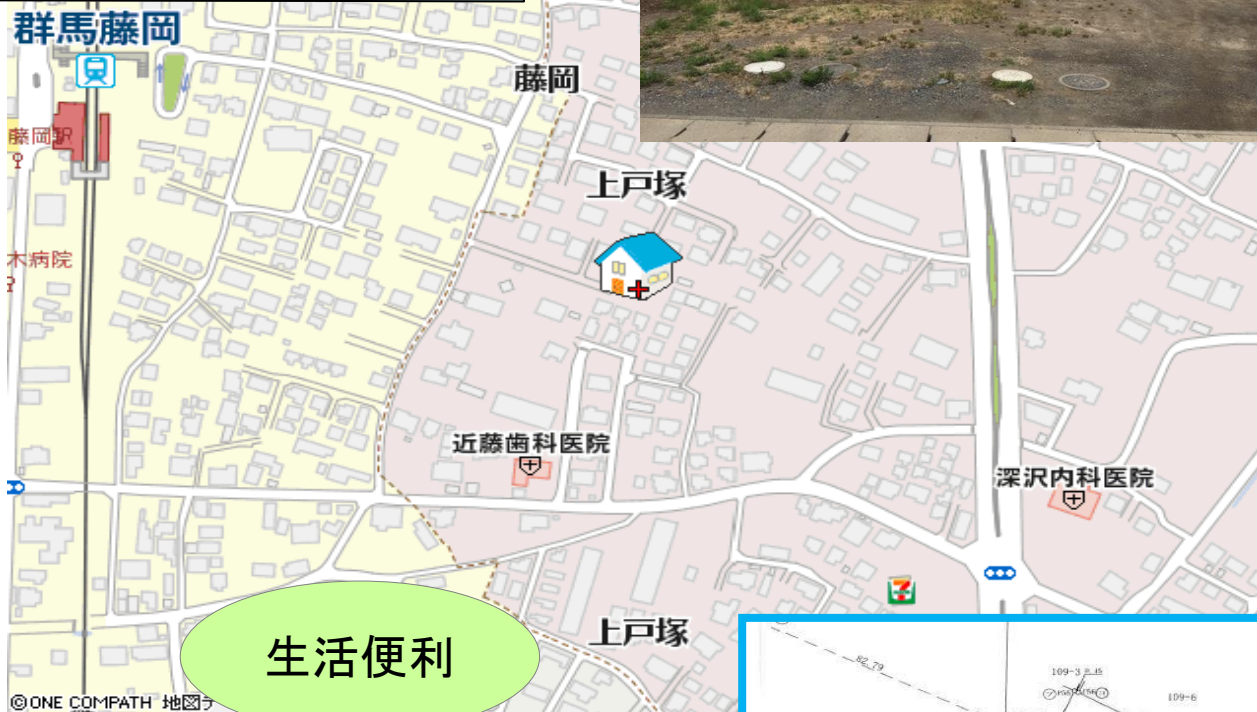 群馬藤岡
藤岡
藤岡駅
上戸塚
木病院
近藤歯科医院
深沢内科医院
7
上戸塚
生活便利
82.79
109-3
109-6
©ONE COMPATH 地図デ